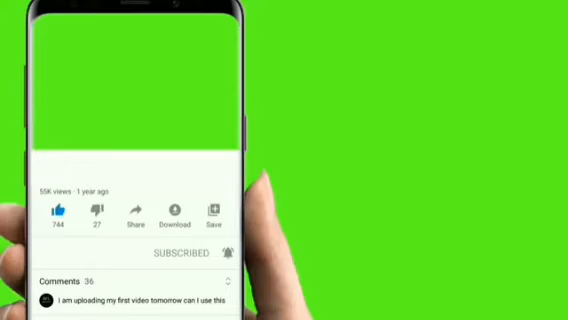 55K views · 1 year ago
744
27
Share
Download
Save
SUBSCRIBED
Comments 36
I am uploading my first video tomorrow can I use this